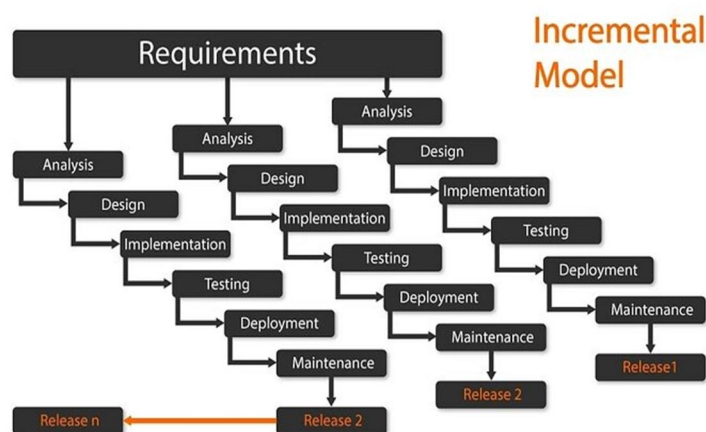 Incremental
Model
Requirements
Analysis
Design
Implementation
Testing
Deployment
Maintenance
Release1
Analysis
Design
Implementation
Testing
Deployment
Maintenance
Release 2
Analysis
Design
Implementation
Testing
Deployment
Maintenance
Release 2
Release n